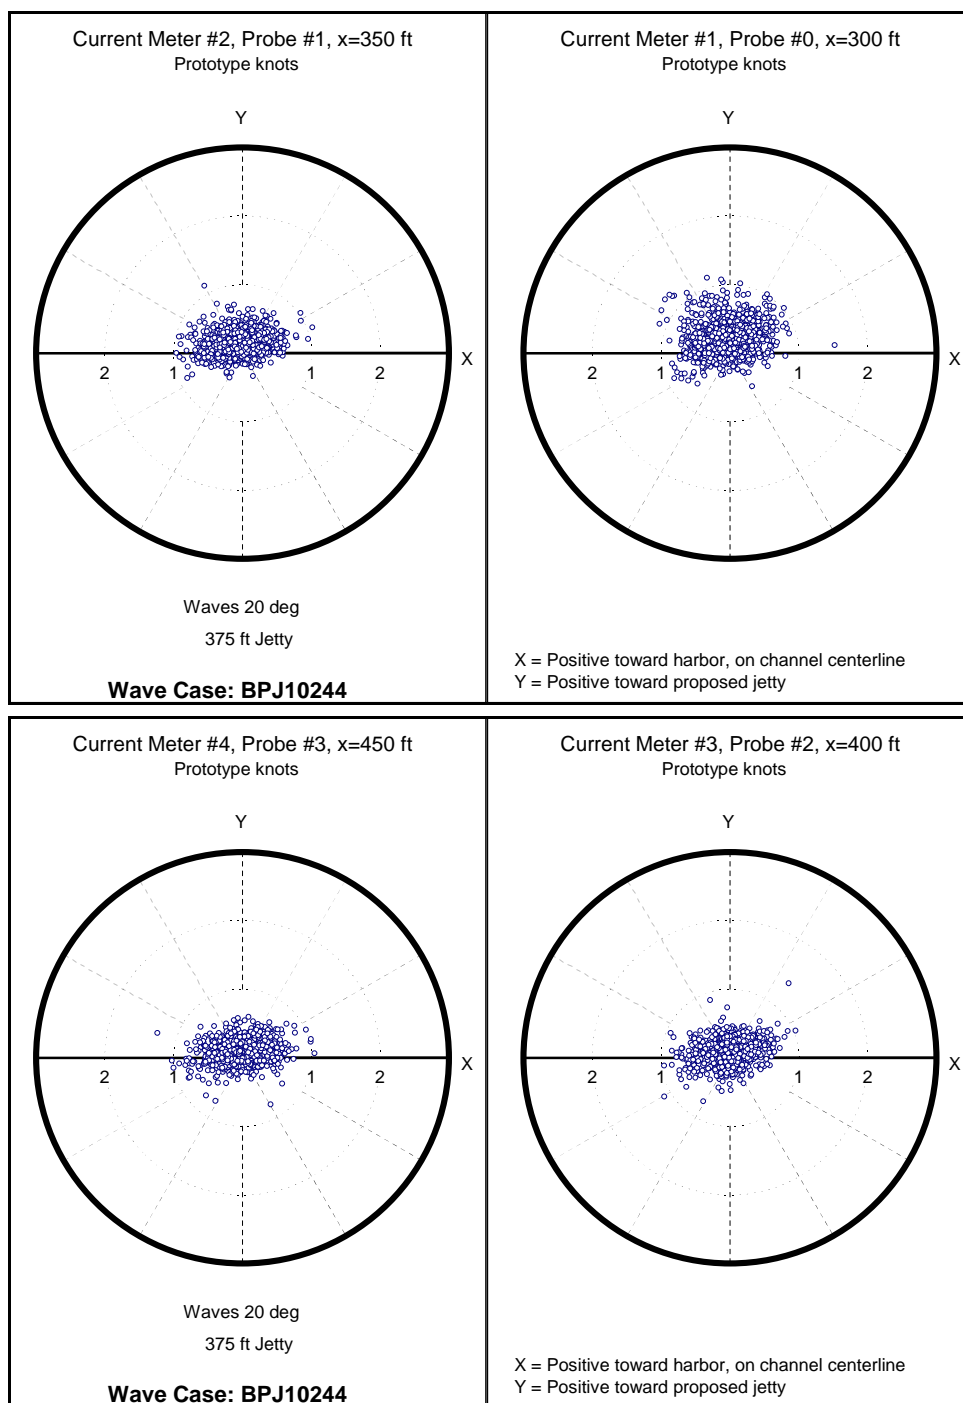 Current Meter #2, Probe #1, x=350 ft
Prototype knots
Y
X
2
1
1
2
Waves 20 deg
375 ft Jetty
Wave Case: BPJ10244
Current Meter #1, Probe #0, x=300 ft
Prototype knots
Y
X
2
1
1
2
X = Positive toward harbor, on channel centerline
Y = Positive toward proposed jetty
Current Meter #4, Probe #3, x=450 ft
Prototype knots
Y
X
2
1
1
2
Waves 20 deg
375 ft Jetty
Wave Case: BPJ10244
Current Meter #3, Probe #2, x=400 ft
Prototype knots
Y
X
2
1
1
2
X = Positive toward harbor, on channel centerline
Y = Positive toward proposed jetty